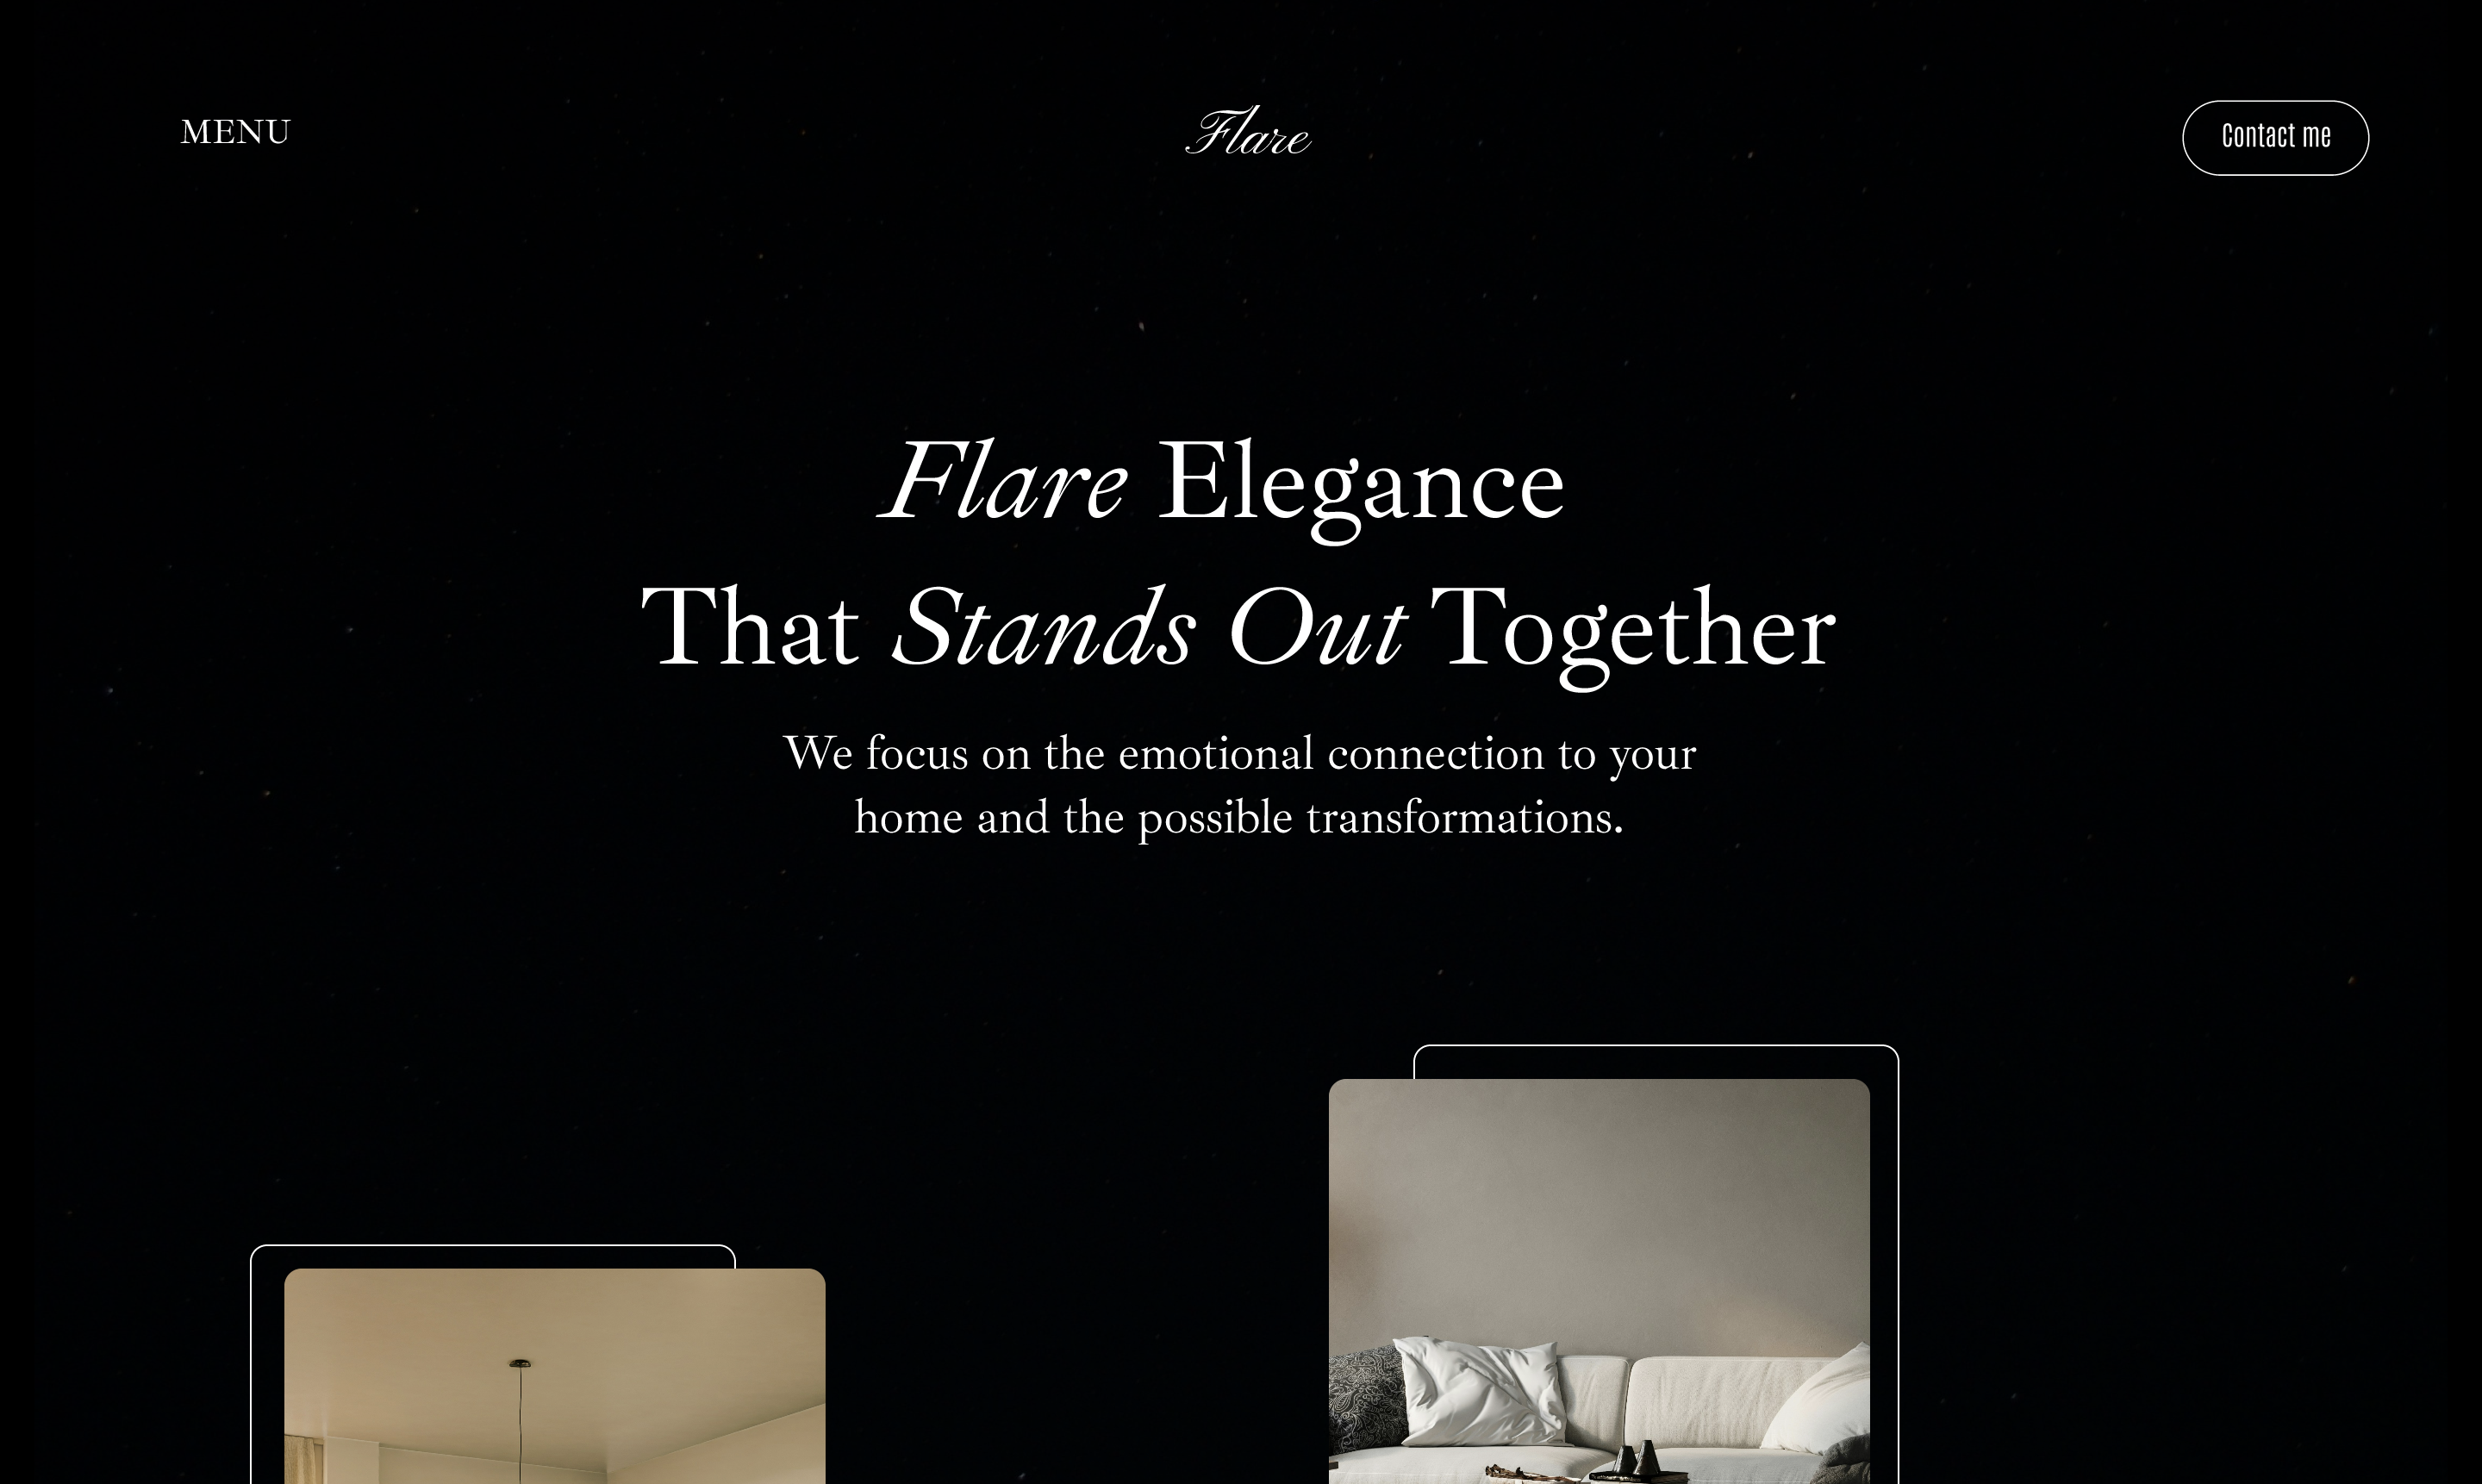 MENU
Flare
Contact me
Flare Elegance
That Stands Out Together
We focus on the emotional connection to your
home and the possible transformations.